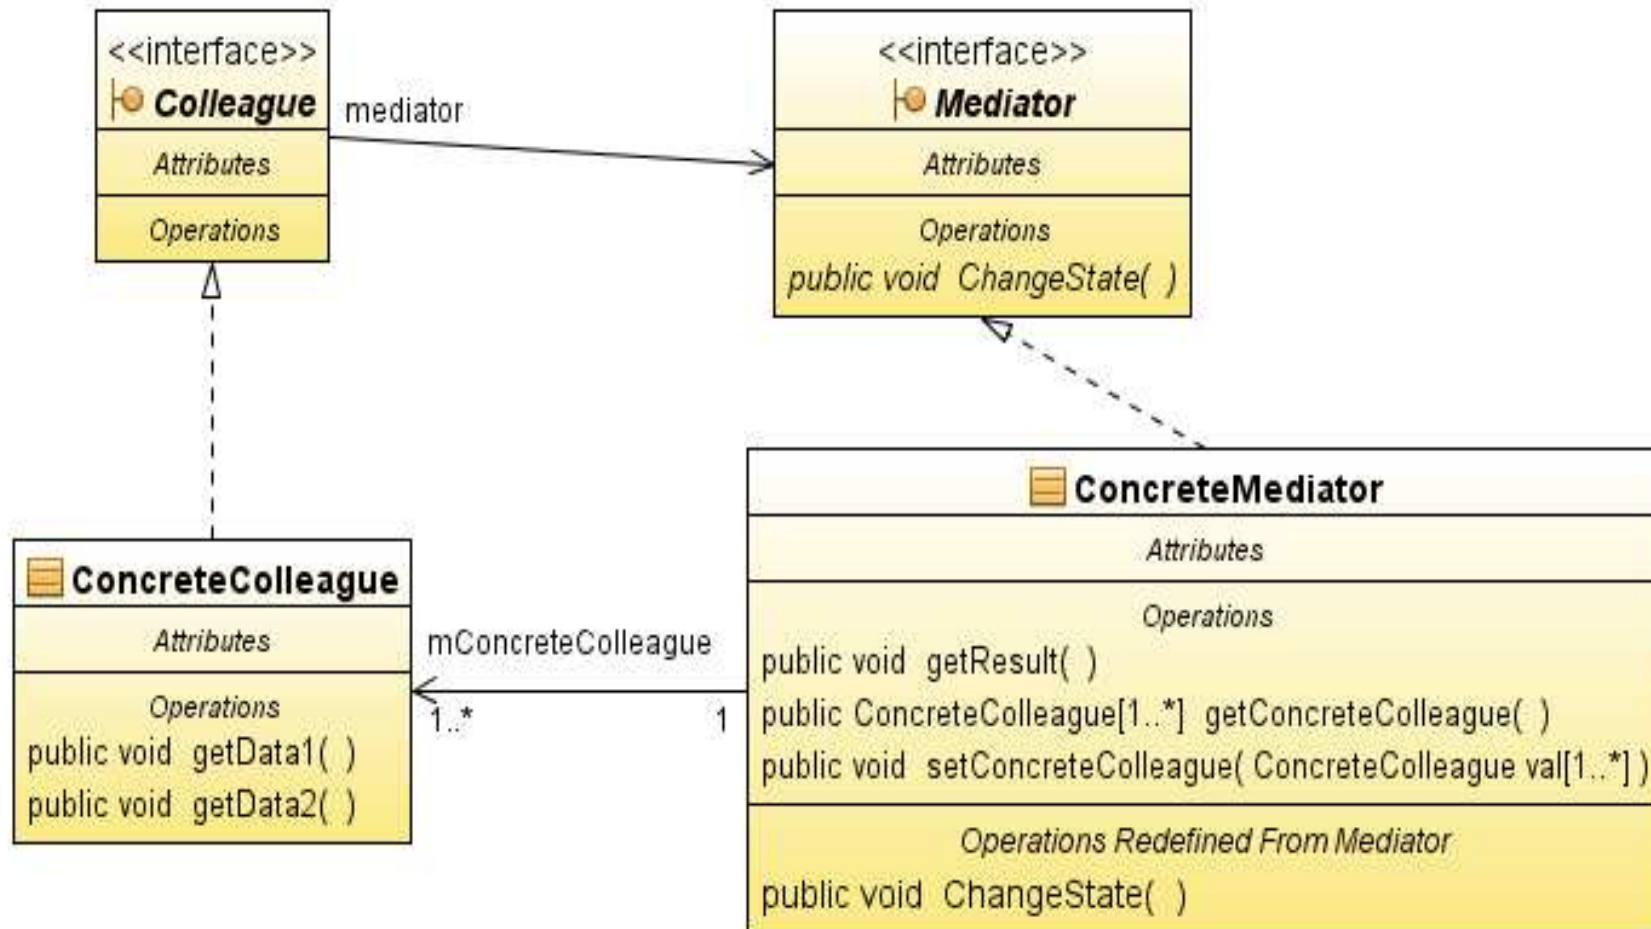 <<interface>>
Colleague
Attributes
Operations
mediator
<<interface>>
Mediator
Attributes
Operations
public void ChangeState( )
ConcreteColleague
Attributes
Operations
public void getData1( )
public void getData2( )
mConcreteColleague
1..*
1
ConcreteMediator
Attributes
Operations
public void getResult( )
public ConcreteColleague[1..*] getConcreteColleague( )
public void setConcreteColleague( ConcreteColleague val[1..*] )
Operations Redefined From Mediator
public void ChangeState( )